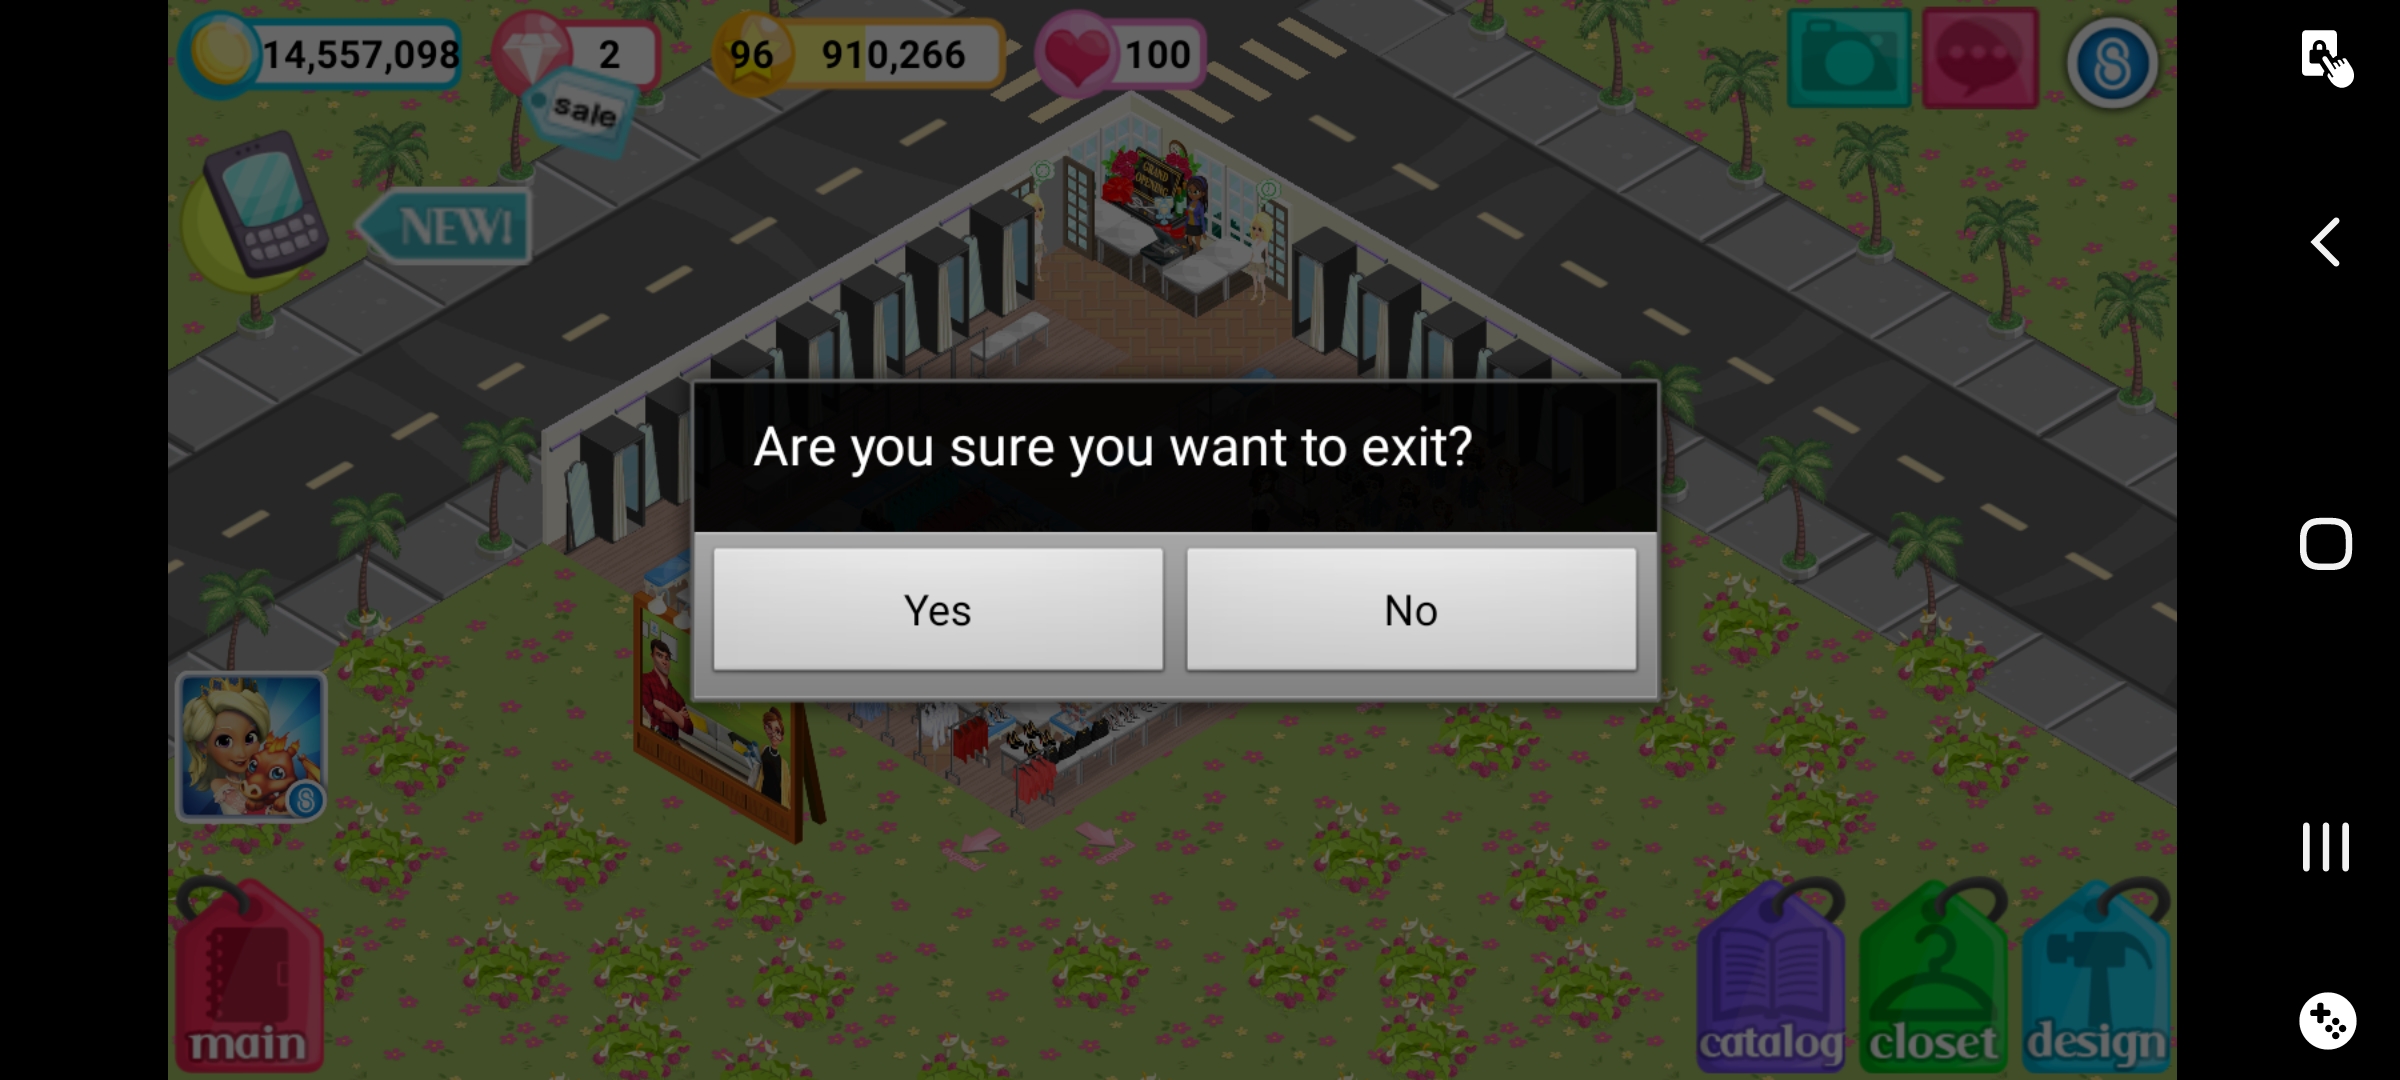 14,557,098
2
96
910,266
100
sale
NEW!
GRAND
OPENING
Are you sure you want to exit?
Yes
No
main
catalog
closet
design